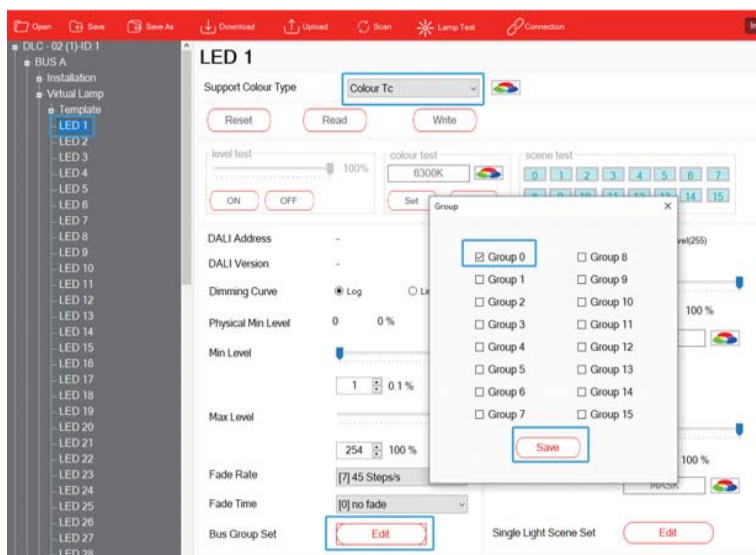 Open Save Save As Download Upload Scan Lamp Test Connection
DLC - 02 (1)-ID:1
BUS A
Installation
Virtual Lamp
Template
LED 1
LED 2
LED 3
LED 4
LED 5
LED 6
LED 7
LED 8
LED 9
LED 10
LED 11
LED 12
LED 13
LED 14
LED 15
LED 16
LED 17
LED 18
LED 19
LED 20
LED 21
LED 22
LED 23
LED 24
LED 25
LED 26
LED 27
LED 28
LED 1
Support Colour Type Colour Tc
Reset Read Write
level test colour test scene test
100% 6300K 0 1 2 3 4 5 6 7
ON OFF Set 14 15
DALI Address -
DALI Version -
Dimming Curve Log
Physical Min Level 0 0 %
Min Level
1 0.1 %
Max Level
254 100 %
Fade Rate [7] 45 Steps/s
Fade Time [0] no fade
Bus Group Set Edit
Group
Group 0 Group 8
Group 1 Group 9
Group 2 Group 10
Group 3 Group 11
Group 4 Group 12
Group 5 Group 13
Group 6 Group 14
Group 7 Group 15
Save
100 %
100 %
MASK
Single Light Scene Set Edit